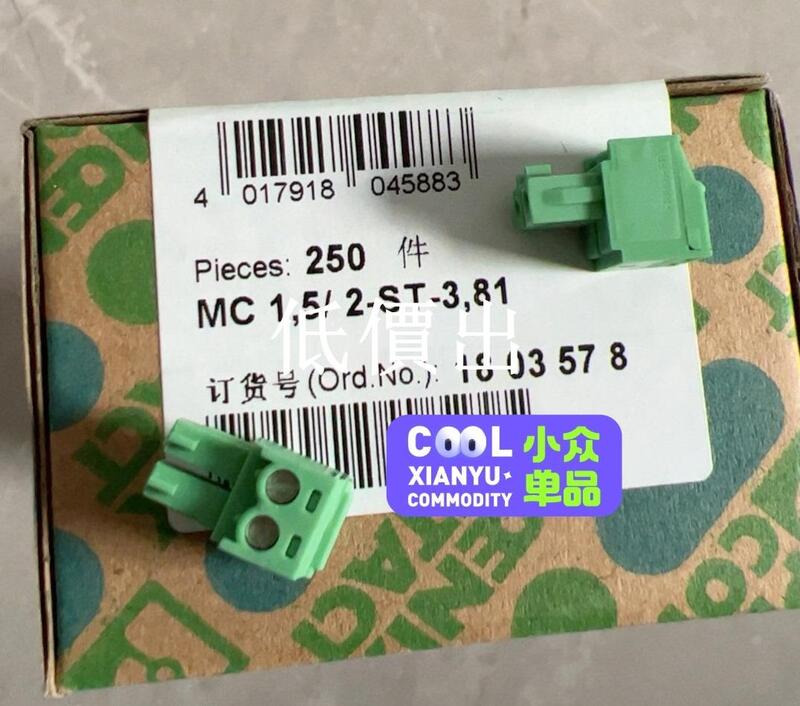 4 017918 045883
Pieces: 250 件
MC 1,5/ 2-ST-3,81
低價出
订货号(Ord.No.): 18 03 57 8
COOL 小众
XIANYU 单品
COMMODITY